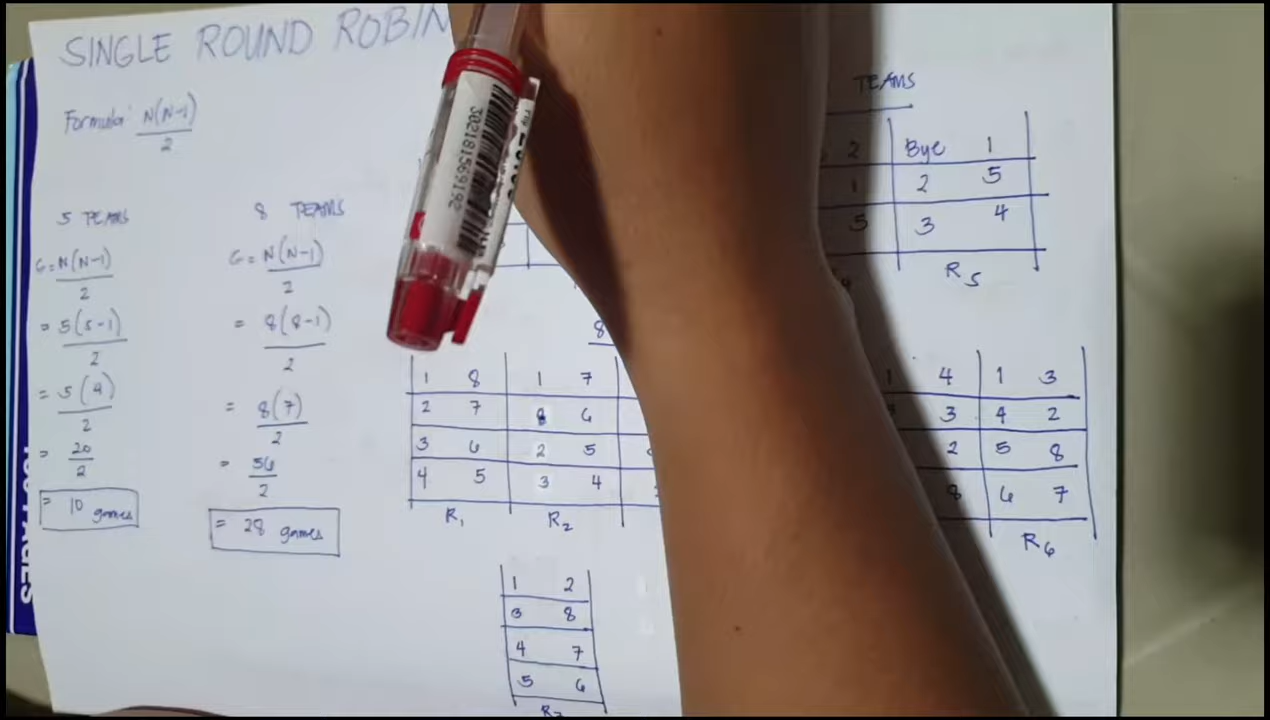 SINGLE ROUND ROBIN
Formula: N(N-1)
2
5 TEAMS
G = N(N-1)
2
= 5(5-1)
2
= 5(4)
2
= 20
2
= 10 games
8 TEAMS
G = N(N-1)
2
= 8(8-1)
2
= 8(7)
2
= 56
2
= 28 games
TEAMS
2 Bye 1
1 2 5
5 3 4
R5
8
1 8 1 7
2 7 8 6
3 6 2 5
4 5 3 4
R1 R2
1 4 1 3
3 4 2
2 5 8
8 6 7
R6
1 2
3 8
4 7
5 6